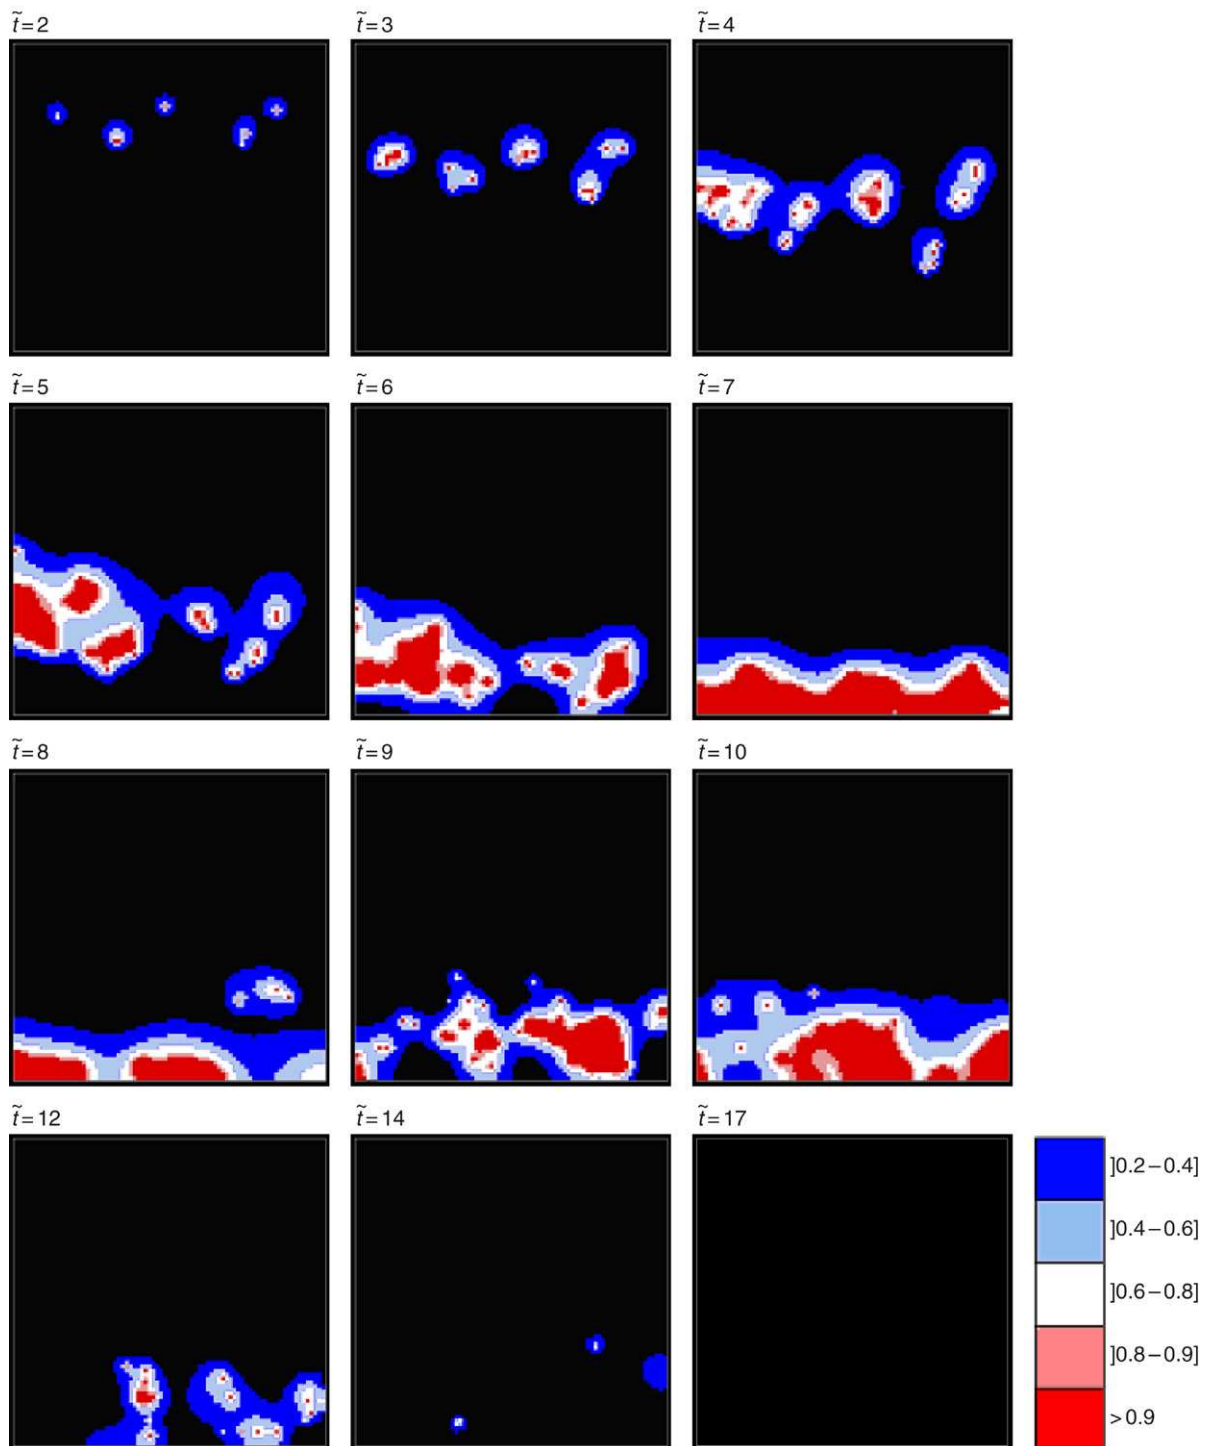 t̃=2
t̃=3
t̃=4
t̃=5
t̃=6
t̃=7
t̃=8
t̃=9
t̃=10
t̃=12
t̃=14
t̃=17
]0.2–0.4]
]0.4–0.6]
]0.6–0.8]
]0.8–0.9]
>0.9